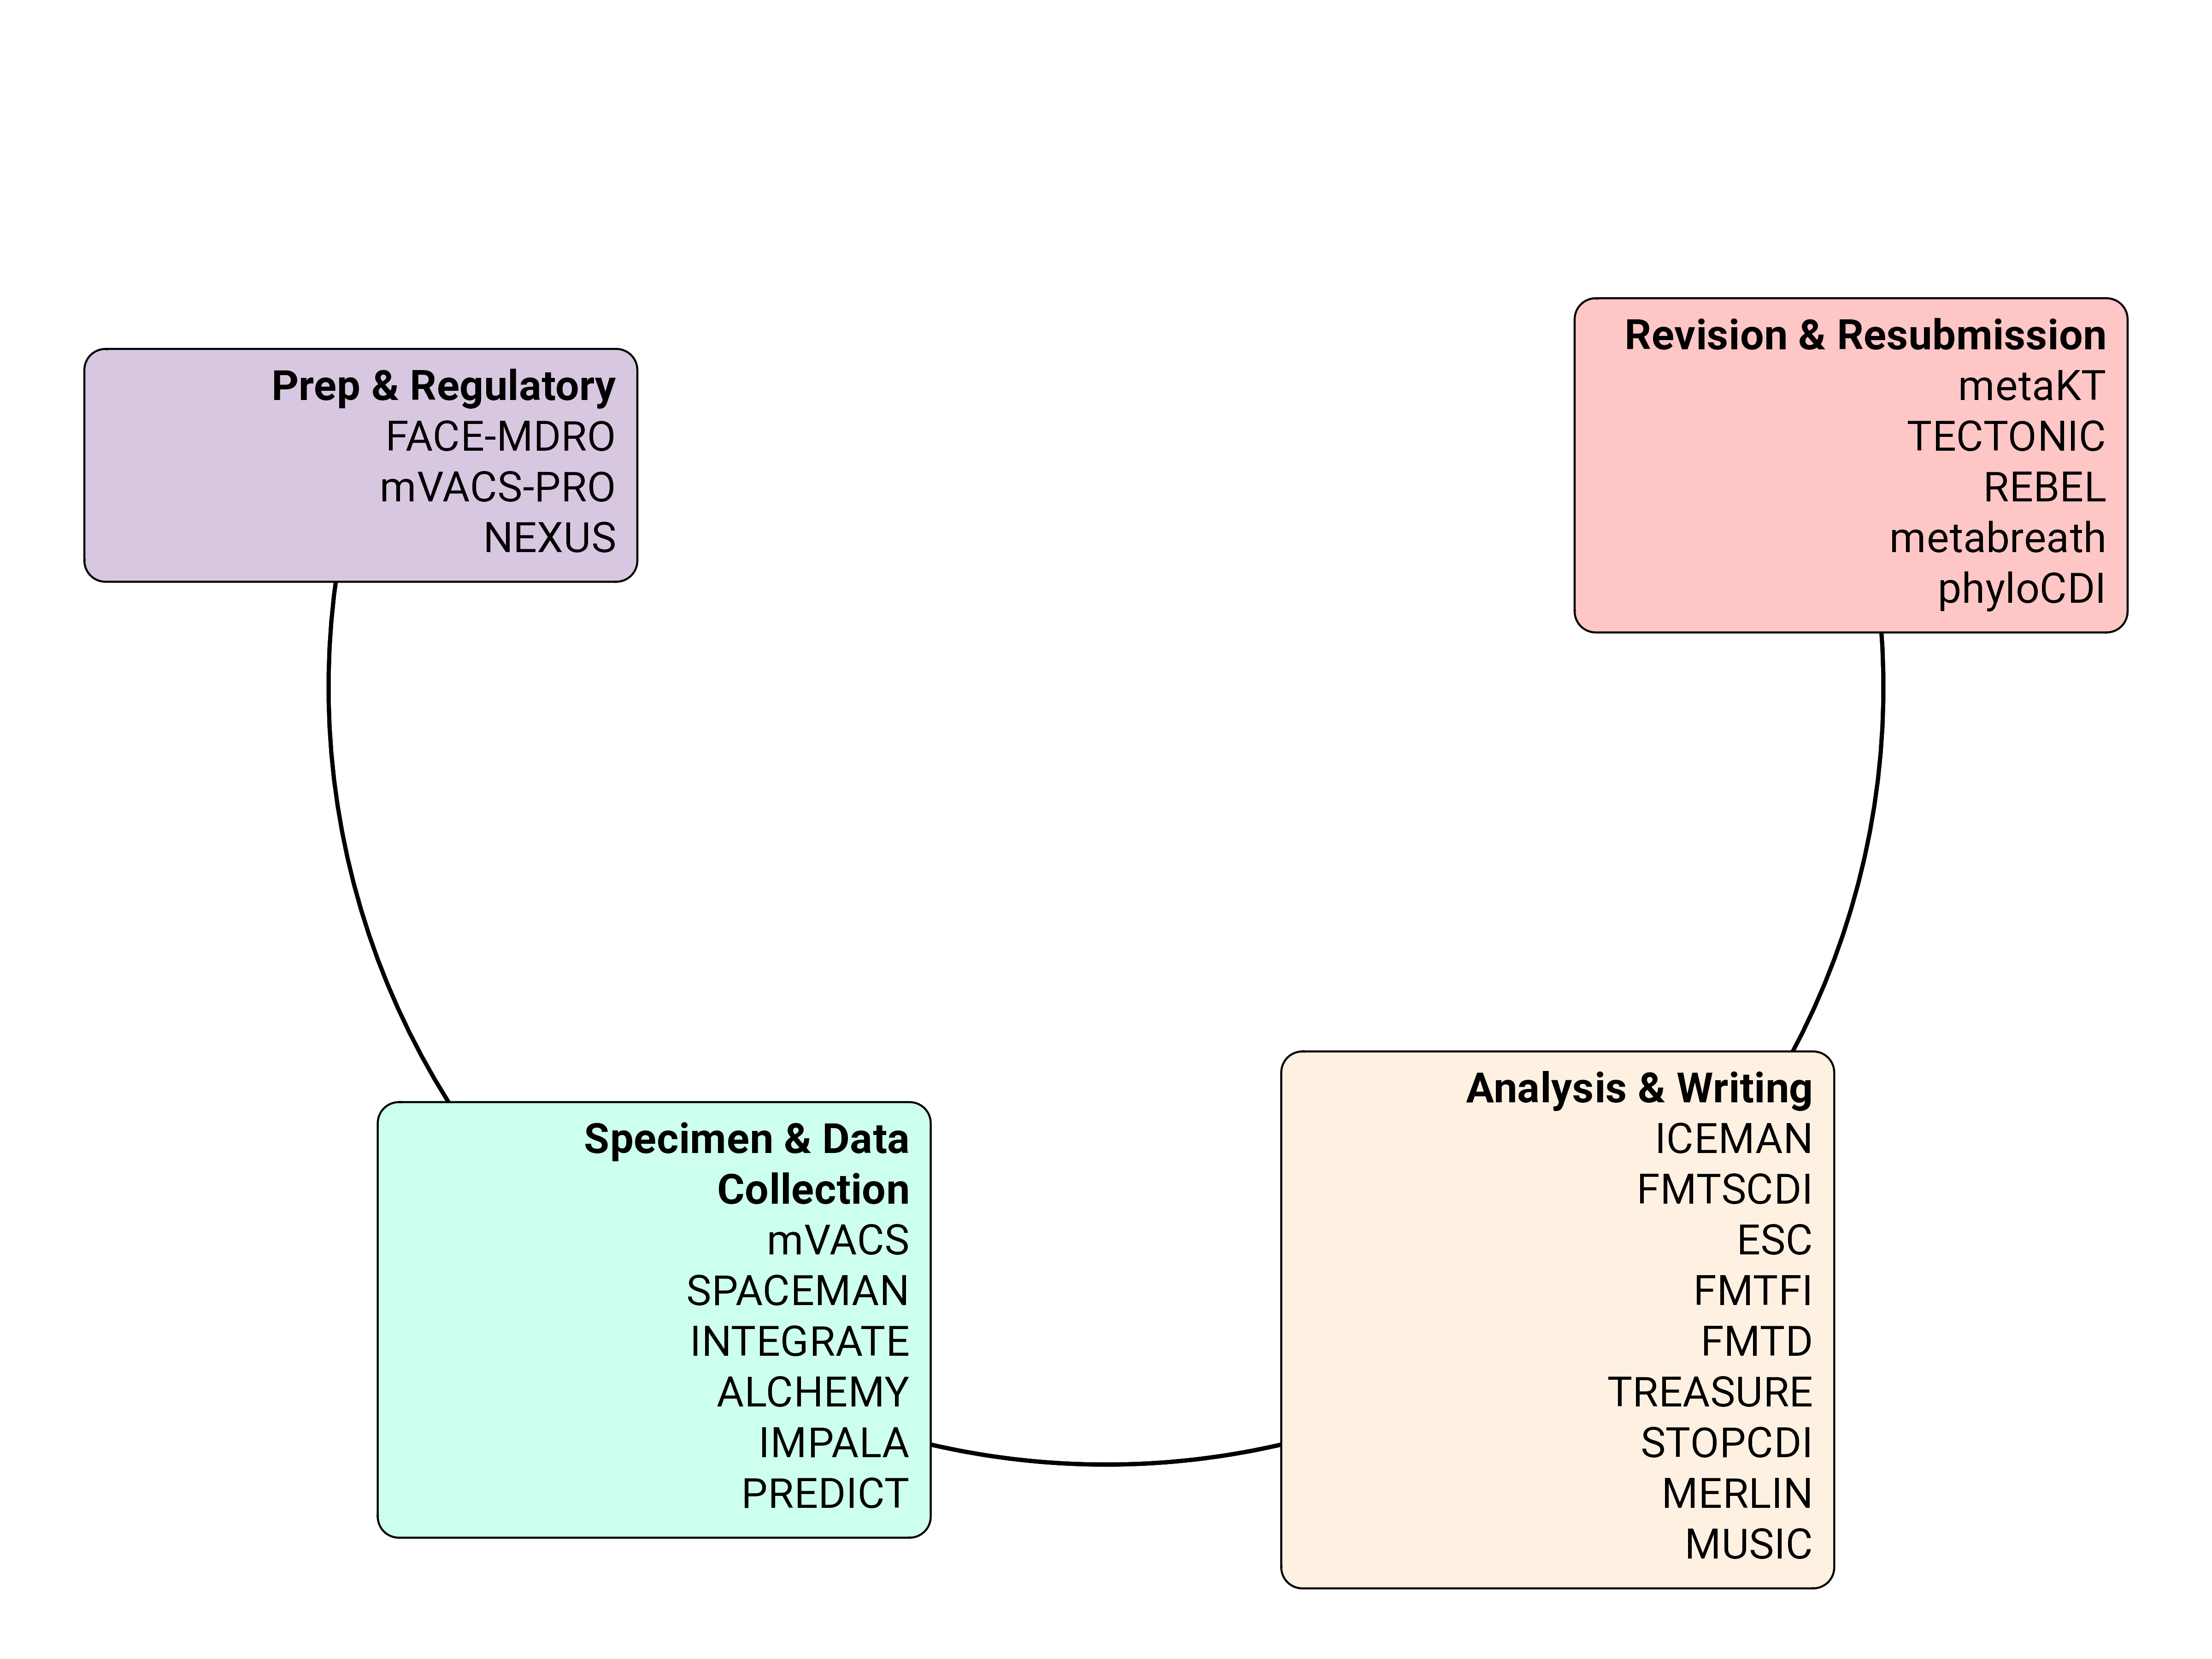 Prep & Regulatory
FACE-MDRO
mVACS-PRO
NEXUS
Specimen & Data
Collection
mVACS
SPACEMAN
INTEGRATE
ALCHEMY
IMPALA
PREDICT
Analysis & Writing
ICEMAN
FMTSCDI
ESC
FMTFI
FMTD
TREASURE
STOPCDI
MERLIN
MUSIC
Revision & Resubmission
metaKT
TECTONIC
REBEL
metabreath
phyloCDI